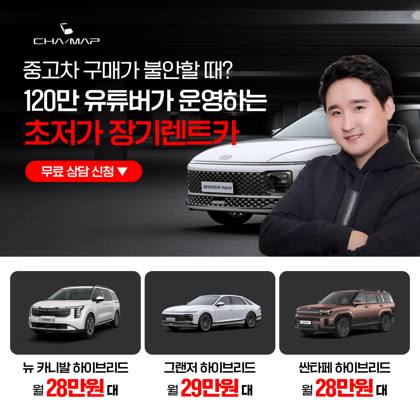 CHA/MAP
중고차 구매가 불안할 때?
120만 유튜버가 운영하는
초저가 장기렌트카
무료 상담 신청 ▼
뉴 카니발 하이브리드
월 28만원 대
그랜저 하이브리드
월 29만원 대
싼타페 하이브리드
월 28만원 대